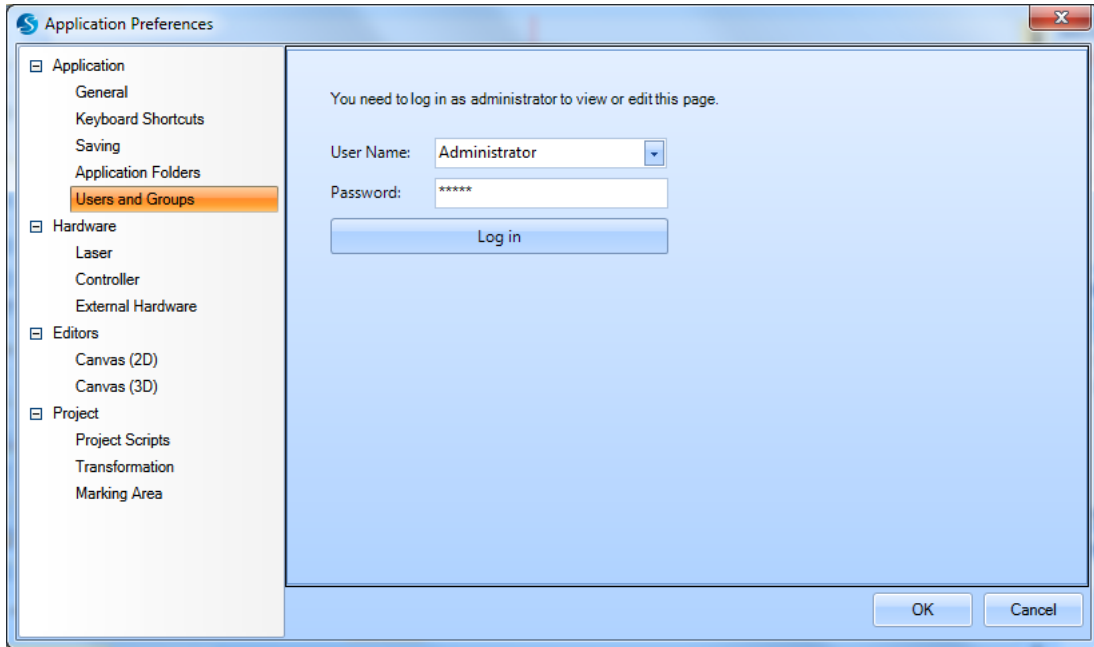 Application Preferences
Application
General
Keyboard Shortcuts
Saving
Application Folders
Users and Groups
Hardware
Laser
Controller
External Hardware
Editors
Canvas (2D)
Canvas (3D)
Project
Project Scripts
Transformation
Marking Area
You need to log in as administrator to view or edit this page.
User Name: Administrator
Password: *****
Log in
OK Cancel